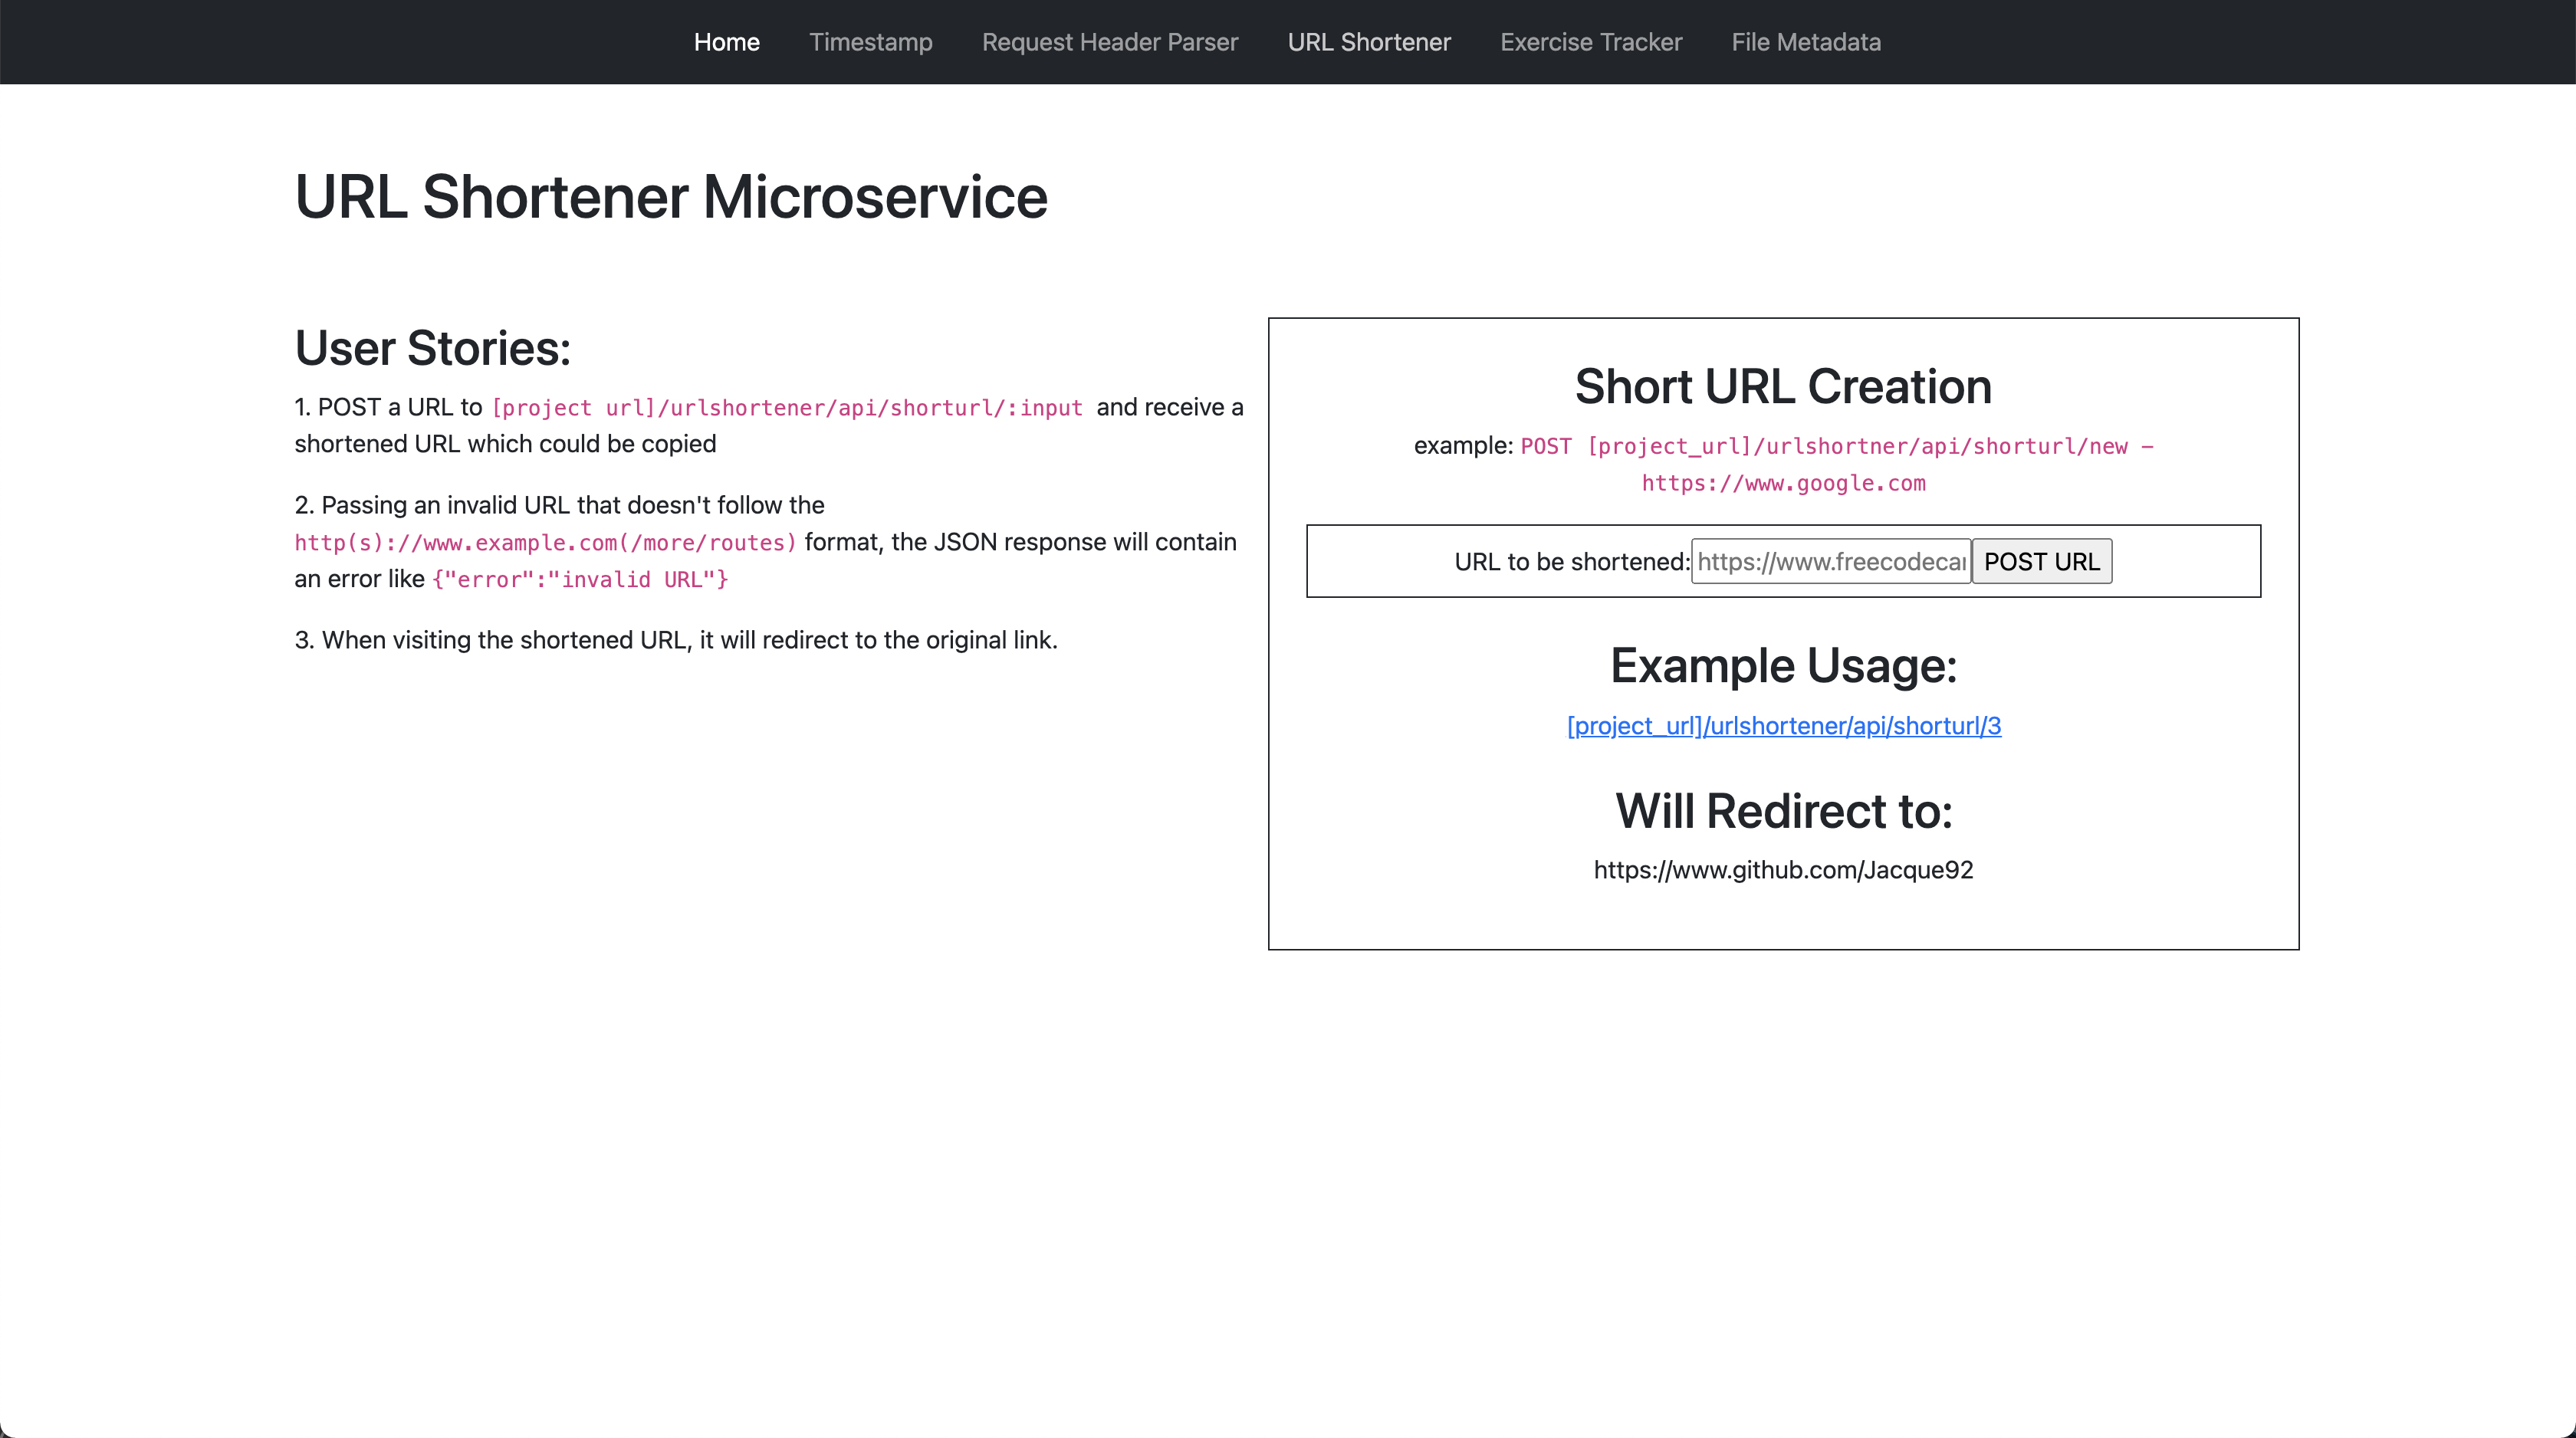 Home Timestamp Request Header Parser URL Shortener Exercise Tracker File Metadata
URL Shortener Microservice
User Stories:
1. POST a URL to [project url]/urlshortener/api/shorturl/:input and receive a
shortened URL which could be copied
2. Passing an invalid URL that doesn't follow the
http(s)://www.example.com(/more/routes) format, the JSON response will contain
an error like {"error":"invalid URL"}
3. When visiting the shortened URL, it will redirect to the original link.
Short URL Creation
example: POST [project_url]/urlshortner/api/shorturl/new –
https://www.google.com
URL to be shortened: https://www.freecodecar POST URL
Example Usage:
[project_url]/urlshortener/api/shorturl/3
Will Redirect to:
https://www.github.com/Jacque92